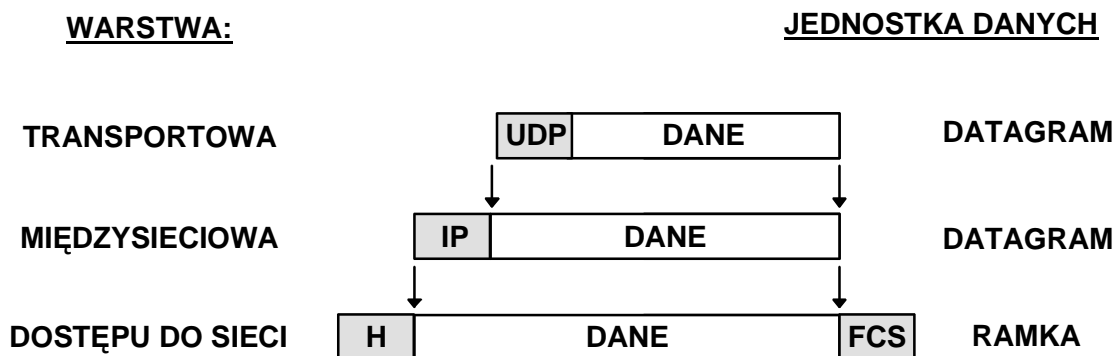 WARSTWA: JEDNOSTKA DANYCH
TRANSPORTOWA UDP DANE DATAGRAM
MIĘDZYSIECIOWA IP DANE DATAGRAM
DOSTĘPU DO SIECI H DANE FCS RAMKA